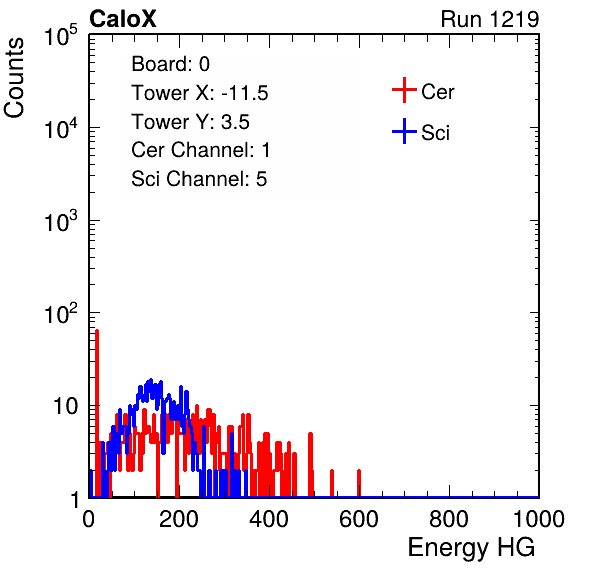 CaloX Run 1219
Counts
Board: 0
Tower X: -11.5
Tower Y: 3.5
Cer Channel: 1
Sci Channel: 5
Cer
Sci
10^5
10^4
10^3
10^2
10
1
0 200 400 600 800 1000
Energy HG